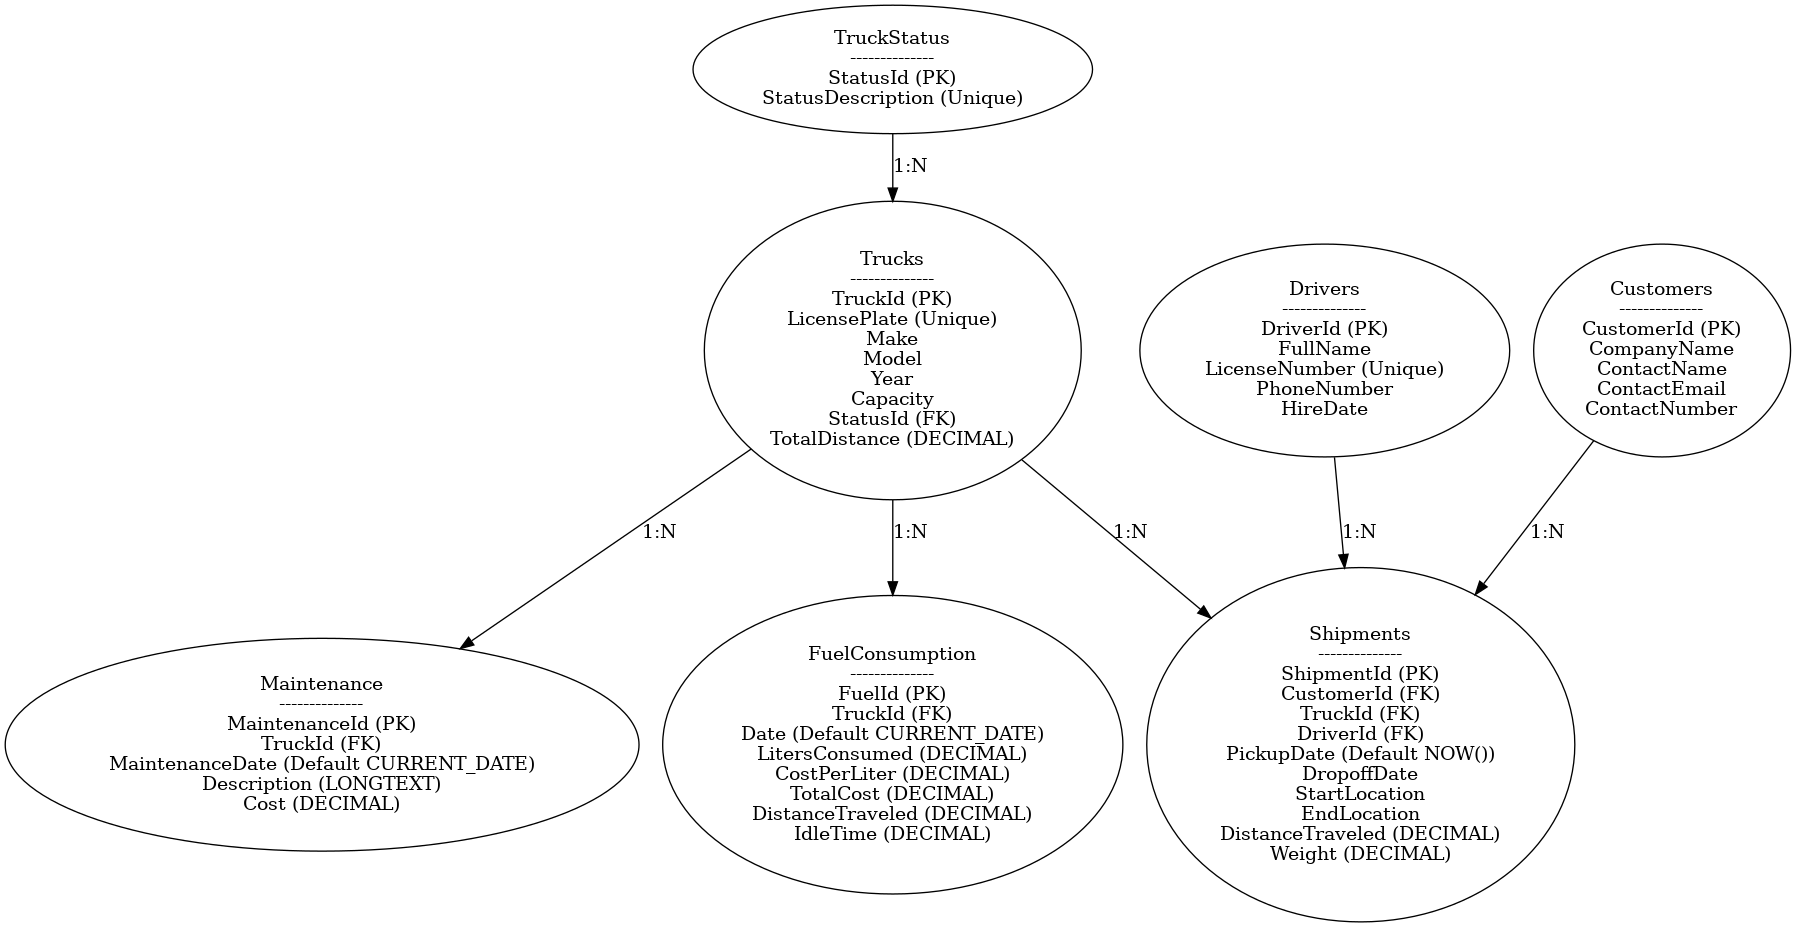 TruckStatus
--------------
StatusId (PK)
StatusDescription (Unique)
1:N
Trucks
--------------
TruckId (PK)
LicensePlate (Unique)
Make
Model
Year
Capacity
StatusId (FK)
TotalDistance (DECIMAL)
Drivers
--------------
DriverId (PK)
FullName
LicenseNumber (Unique)
PhoneNumber
HireDate
Customers
--------------
CustomerId (PK)
CompanyName
ContactName
ContactEmail
ContactNumber
1:N
1:N
1:N
1:N
1:N
Maintenance
--------------
MaintenanceId (PK)
TruckId (FK)
MaintenanceDate (Default CURRENT_DATE)
Description (LONGTEXT)
Cost (DECIMAL)
FuelConsumption
--------------
FuelId (PK)
TruckId (FK)
Date (Default CURRENT_DATE)
LitersConsumed (DECIMAL)
CostPerLiter (DECIMAL)
TotalCost (DECIMAL)
DistanceTraveled (DECIMAL)
IdleTime (DECIMAL)
Shipments
--------------
ShipmentId (PK)
CustomerId (FK)
TruckId (FK)
DriverId (FK)
PickupDate (Default NOW())
DropoffDate
StartLocation
EndLocation
DistanceTraveled (DECIMAL)
Weight (DECIMAL)